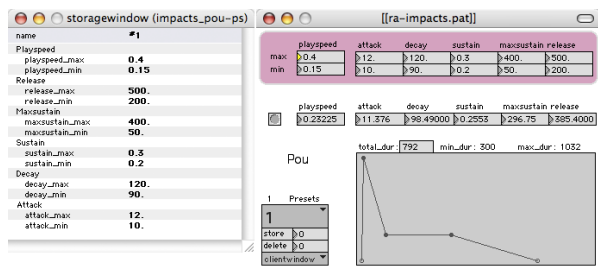 storagewindow (impacts_pou-ps)
name #1
Playspeed
playspeed_max 0.4
playspeed_min 0.15
Release
release_max 500.
release_min 200.
Maxsustain
maxsustain_max 400.
maxsustain_min 50.
Sustain
sustain_max 0.3
sustain_min 0.2
Decay
decay_max 120.
decay_min 90.
Attack
attack_max 12.
attack_min 10.
[[ra-impacts.pat]]
playspeed attack decay sustain maxsustain release
max 0.4 12. 120. 0.3 400. 500.
min 0.15 10. 90. 0.2 50. 200.
playspeed attack decay sustain maxsustain release
0.23225 11.376 98.49000 0.2553 296.75 385.4000
Pou
total_dur: 792 min_dur: 300 max_dur: 1032
1 Presets
1
store 0
delete 0
clientwindow